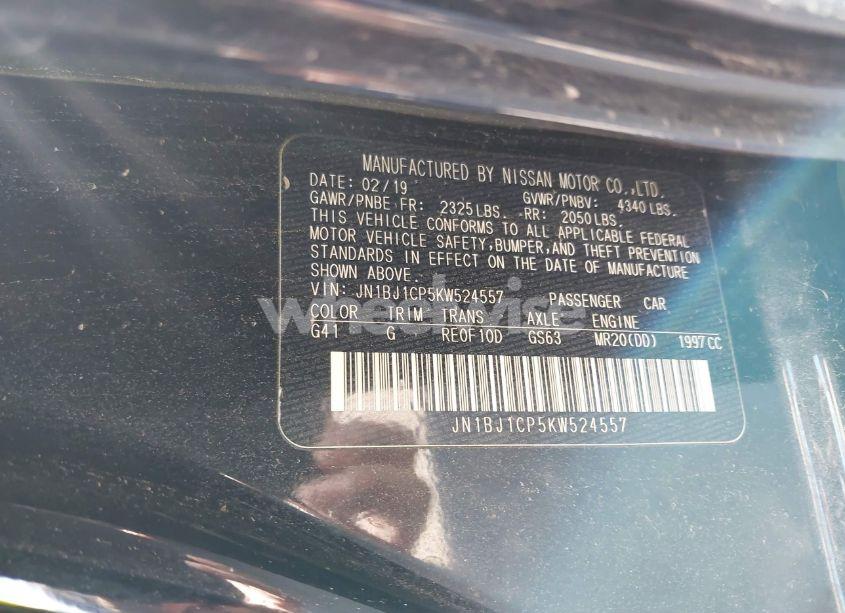 MANUFACTURED BY NISSAN MOTOR CO.,LTD.
DATE: 02/19 GVWR/PNBV: 4340 LBS.
GAWR/PNBE FR: 2325 LBS. RR: 2050 LBS.
THIS VEHICLE CONFORMS TO ALL APPLICABLE FEDERAL
MOTOR VEHICLE SAFETY,BUMPER,AND THEFT PREVENTION
STANDARDS IN EFFECT ON THE DATE OF MANUFACTURE
SHOWN ABOVE.
VIN: JN1BJ1CP5KW524557 PASSENGER CAR
COLOR TRIM TRANS AXLE ENGINE
G41 G RE0F10D GS63 MR20(DD) 1997 CC
JN1BJ1CP5KW524557
wheelwise